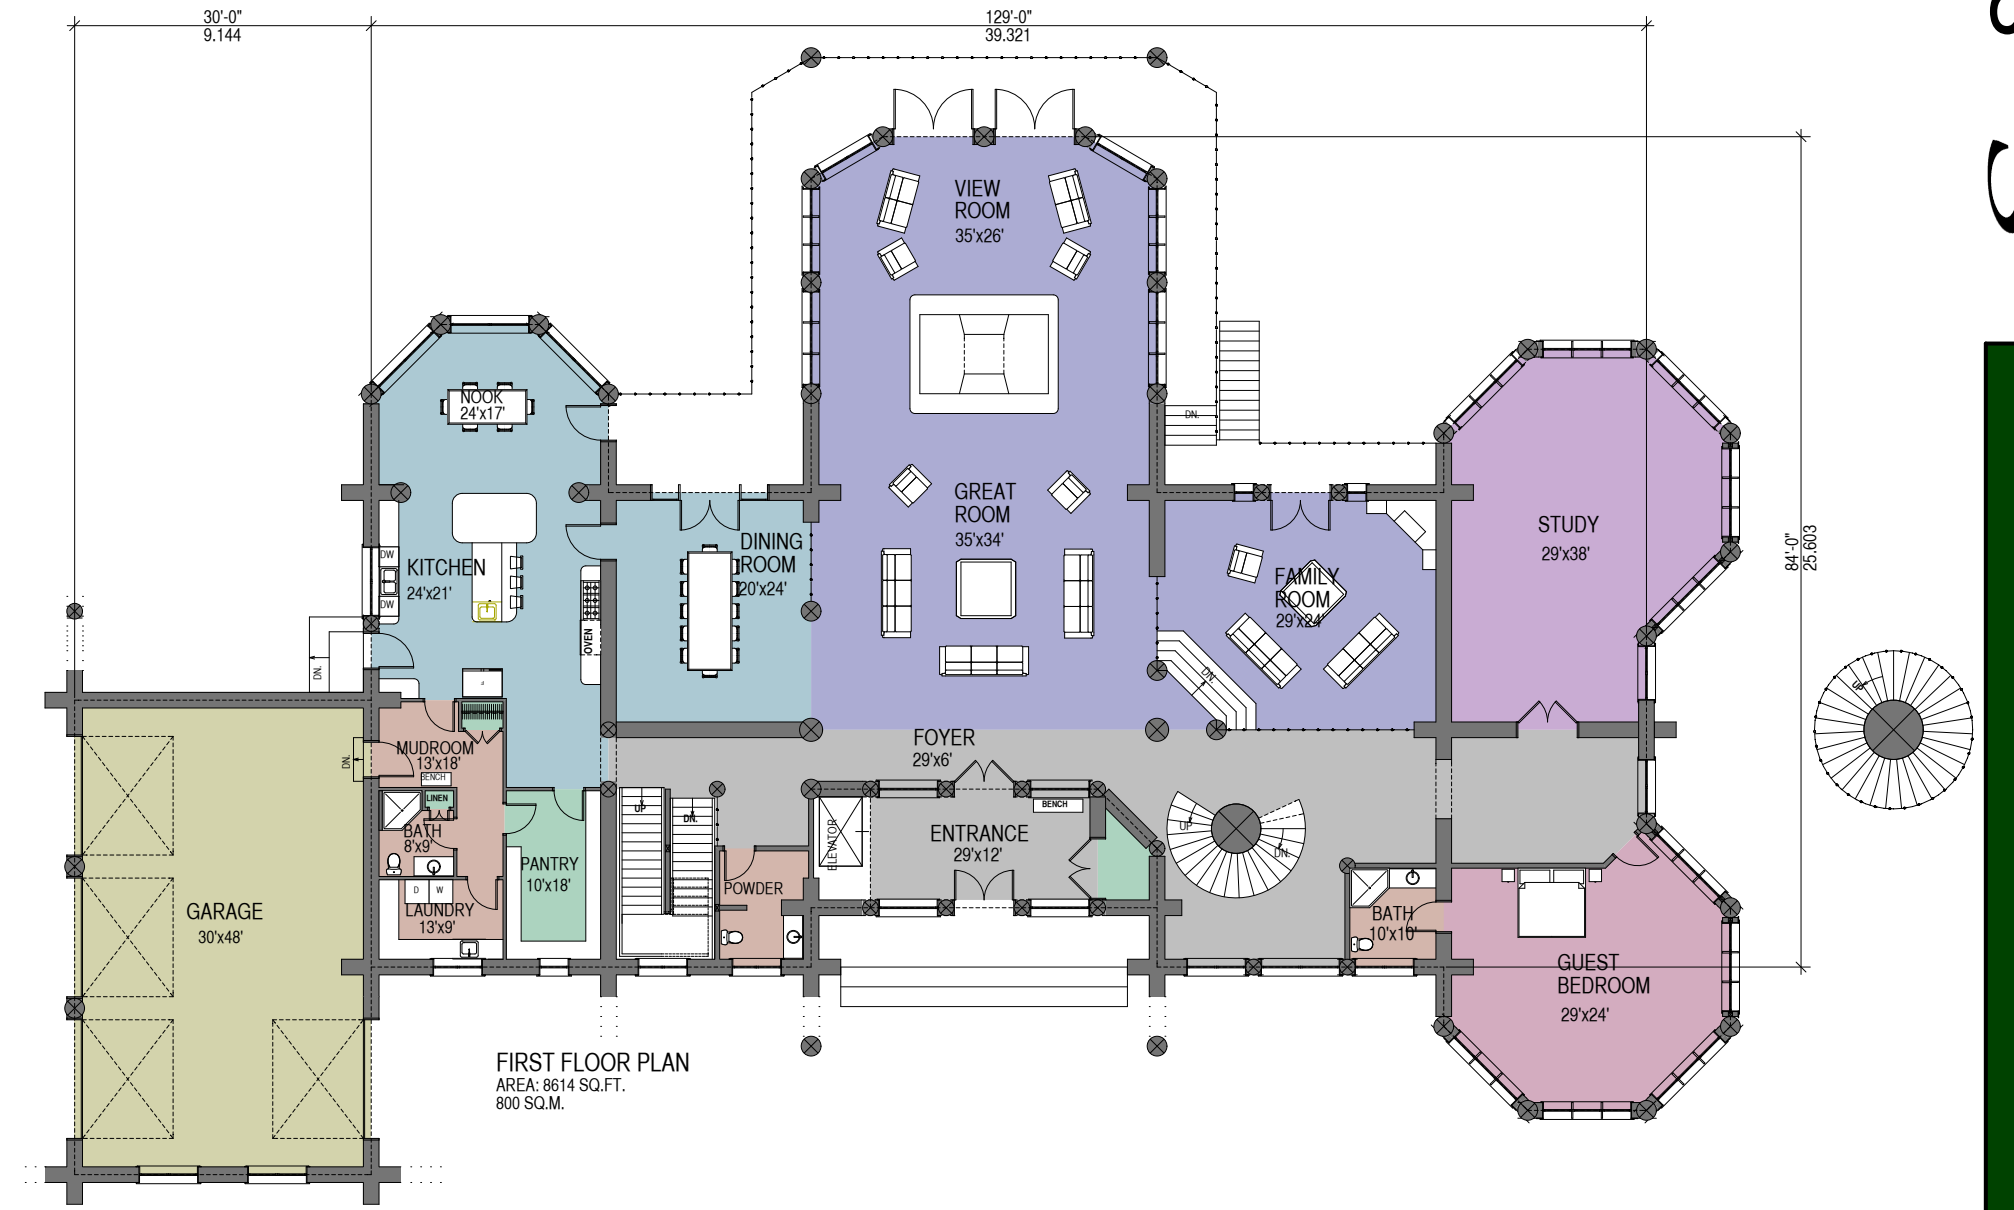 30'-0"
9.144
129'-0"
39.321
VIEW
ROOM
35'x26'
NOOK
24'x17'
DN.
GREAT
ROOM
35'x34'
STUDY
29'x38'
84'-0"
25.603
DINING
ROOM
20'x24'
DW
KITCHEN
24'x21'
DW
FAMILY
ROOM
29'x24'
OVEN
DN.
DN.
UP
FOYER
29'x6'
MUDROOM
13'x18'
BENCH
DN.
LINEN
BATH
8'x9'
UP
DN.
ELEVATOR
BENCH
ENTRANCE
29'x12'
UP
DN.
PANTRY
10'x18'
POWDER
D W
LAUNDRY
13'x9'
GARAGE
30'x48'
BATH
10'x10'
GUEST
BEDROOM
29'x24'
FIRST FLOOR PLAN
AREA: 8614 SQ.FT.
800 SQ.M.